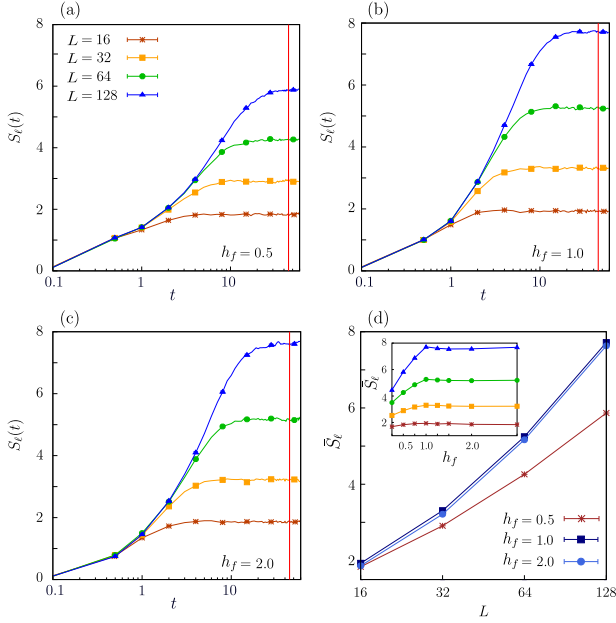 (a)
S_ℓ(t)
8
6
4
2
0
L = 16
L = 32
L = 64
L = 128
h_f = 0.5
0.1 1 10
t
(b)
S_ℓ(t)
8
6
4
2
0
h_f = 1.0
0.1 1 10
t
(c)
S_ℓ(t)
8
6
4
2
0
h_f = 2.0
0.1 1 10
t
(d)
S̄_ℓ
8
6
4
2
S̄_ℓ
8
6
4
2
0.5 1.0 2.0
h_f
h_f = 0.5
h_f = 1.0
h_f = 2.0
16 32 64 128
L